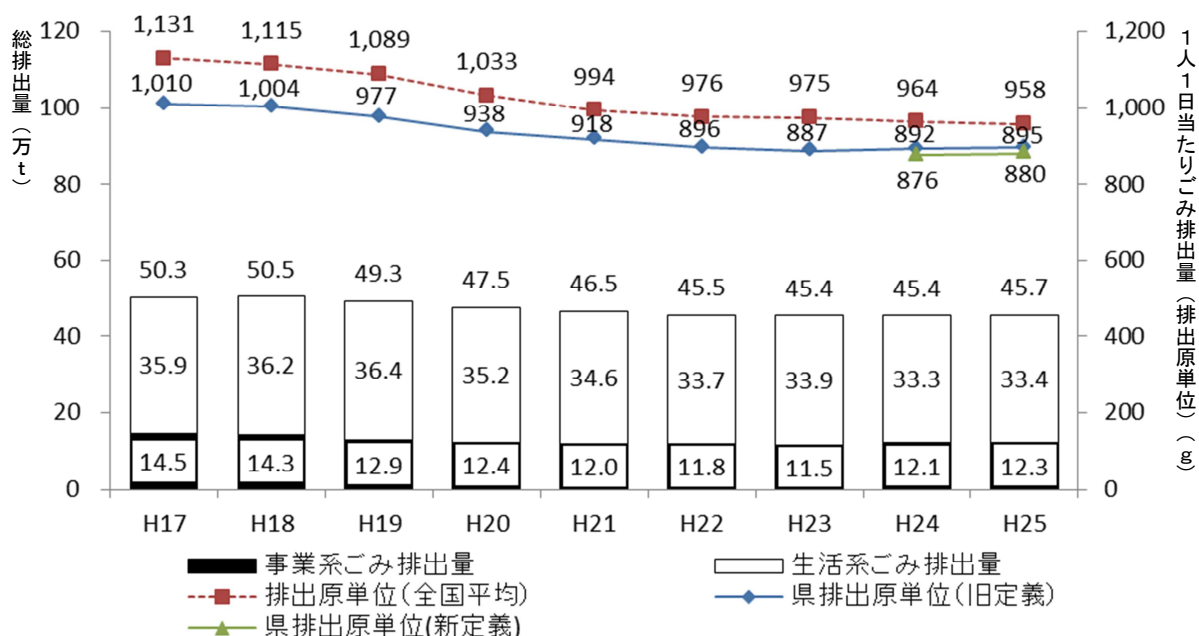 総排出量（万ｔ）
１人１日当たりごみ排出量（排出原単位）（ｇ）
120 1,200
100 1,000
80 800
60 600
40 400
20 200
0 0
1,131 1,115 1,089 1,033 994 976 975 964 958
1,010 1,004 977 938 918 896 887 892 895
876 880
50.3 50.5 49.3 47.5 46.5 45.5 45.4 45.4 45.7
35.9 36.2 36.4 35.2 34.6 33.7 33.9 33.3 33.4
14.5 14.3 12.9 12.4 12.0 11.8 11.5 12.1 12.3
H17 H18 H19 H20 H21 H22 H23 H24 H25
事業系ごみ排出量 生活系ごみ排出量
排出原単位(全国平均) 県排出原単位(旧定義)
県排出原単位(新定義)